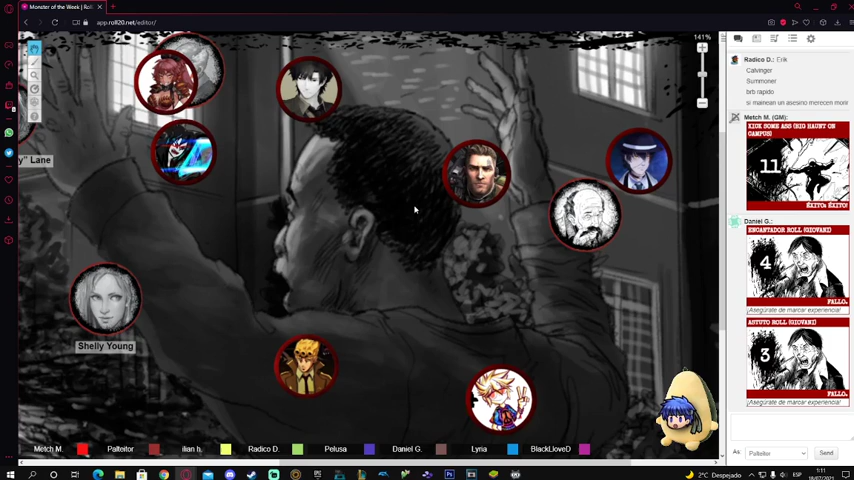 Monster of the Week | Roll
app.roll20.net/editor/
141%
y" Lane
Shelly Young
Metch M.
Palteitor
ilian h.
Radico D.
Pelusa
Daniel G.
Lyria
BlackLloveD
Radico D.: Erik
Calvinger
Summoner
brb rapido
si mainean un asesino merecen morir
Metch M. (GM):
KICK SOME ASS (BIG HAUNT ON
CAMPUS)
11
ÉXITO: ÉXITO!
Daniel G.:
ENCANTADOR ROLL (GIOVANI)
4
FALLO.
¡Asegúrate de marcar experiencia!
ASTUTO ROLL (GIOVANI)
3
FALLO.
¡Asegúrate de marcar experiencia!
As:
Palteitor
Send
2°C Despejado
ESP
1:11
18/07/2021